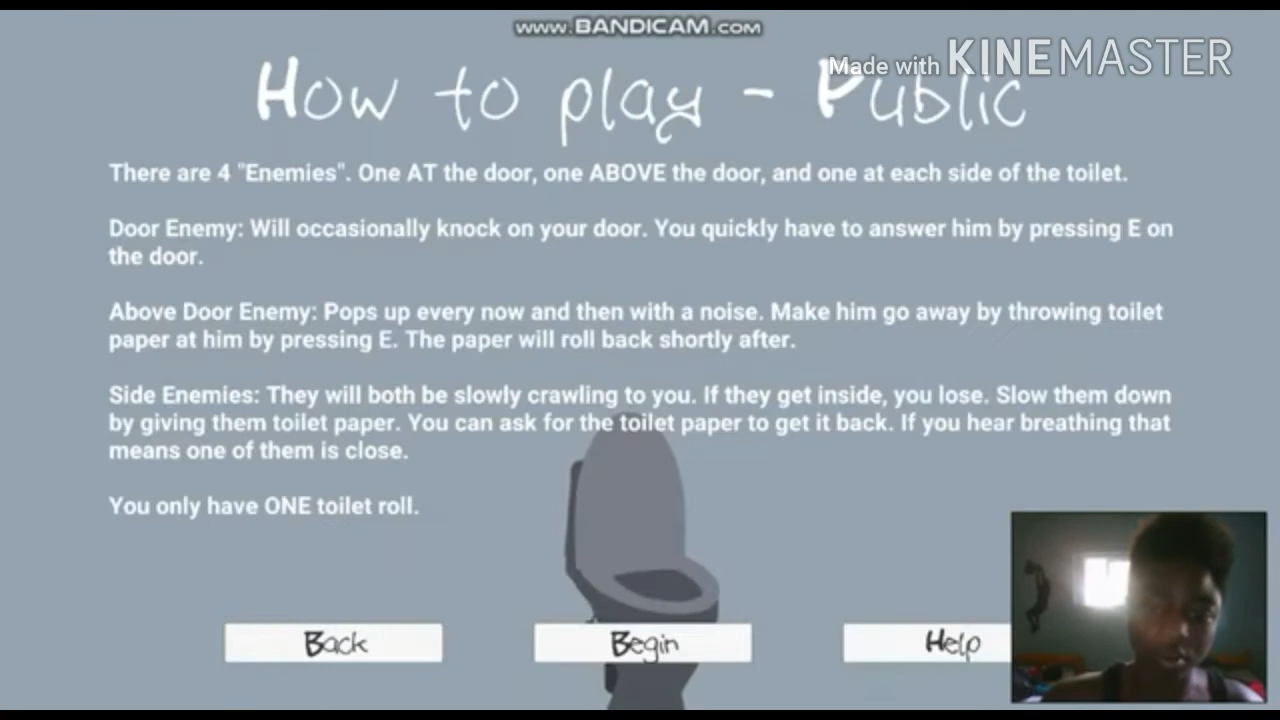 www.BANDICAM.com
Made with KINEMASTER
How to play - Public
There are 4 "Enemies". One AT the door, one ABOVE the door, and one at each side of the toilet.
Door Enemy: Will occasionally knock on your door. You quickly have to answer him by pressing E on
the door.
Above Door Enemy: Pops up every now and then with a noise. Make him go away by throwing toilet
paper at him by pressing E. The paper will roll back shortly after.
Side Enemies: They will both be slowly crawling to you. If they get inside, you lose. Slow them down
by giving them toilet paper. You can ask for the toilet paper to get it back. If you hear breathing that
means one of them is close.
You only have ONE toilet roll.
Back
Begin
Help